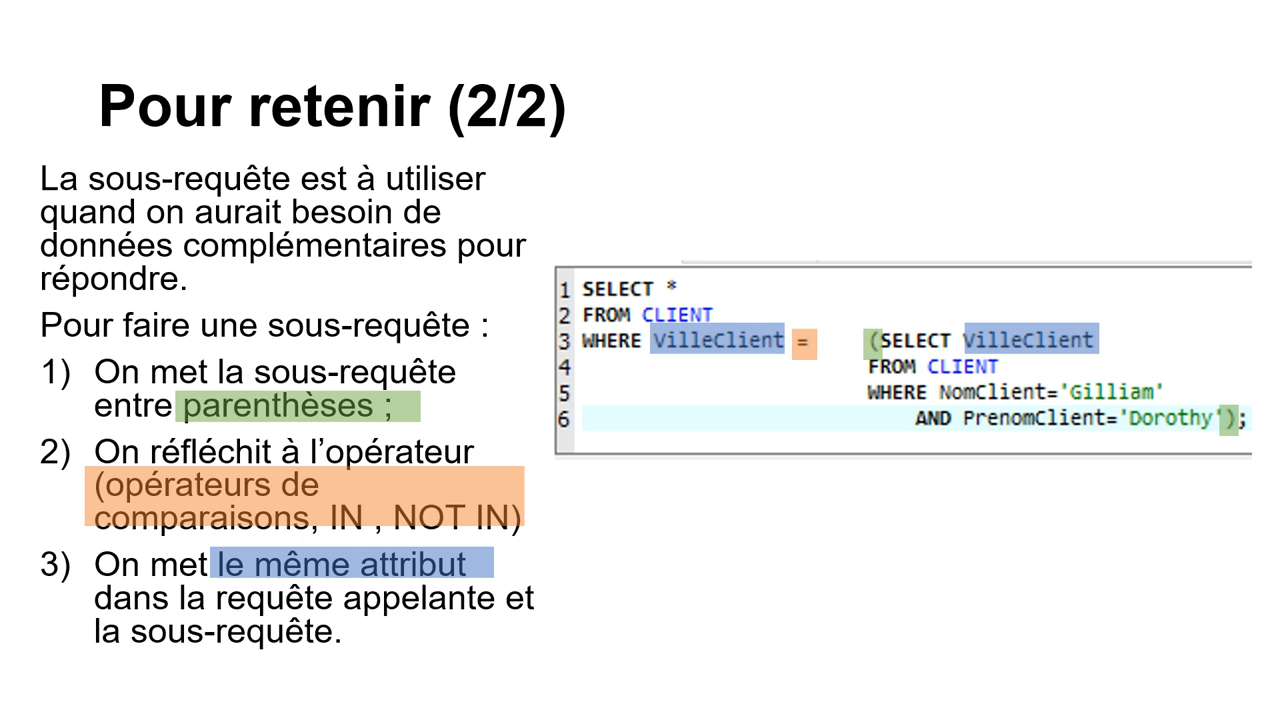 Pour retenir (2/2)
La sous-requête est à utiliser
quand on aurait besoin de
données complémentaires pour
répondre.
Pour faire une sous-requête :
1) On met la sous-requête
entre parenthèses ;
2) On réfléchit à l’opérateur
(opérateurs de
comparaisons, IN , NOT IN)
3) On met le même attribut
dans la requête appelante et
la sous-requête.
1 SELECT *
2 FROM CLIENT
3 WHERE VilleClient = (SELECT VilleClient
4 FROM CLIENT
5 WHERE NomClient='Gilliam'
6 AND PrenomClient='Dorothy');